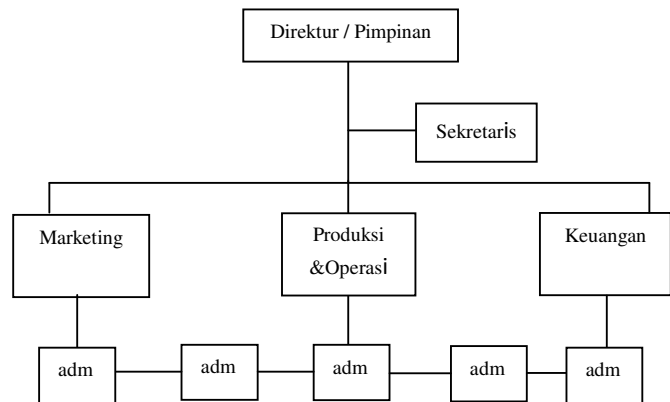 Direktur / Pimpinan
Sekretaris
Marketing
Produksi
&Operasi
Keuangan
adm
adm
adm
adm
adm